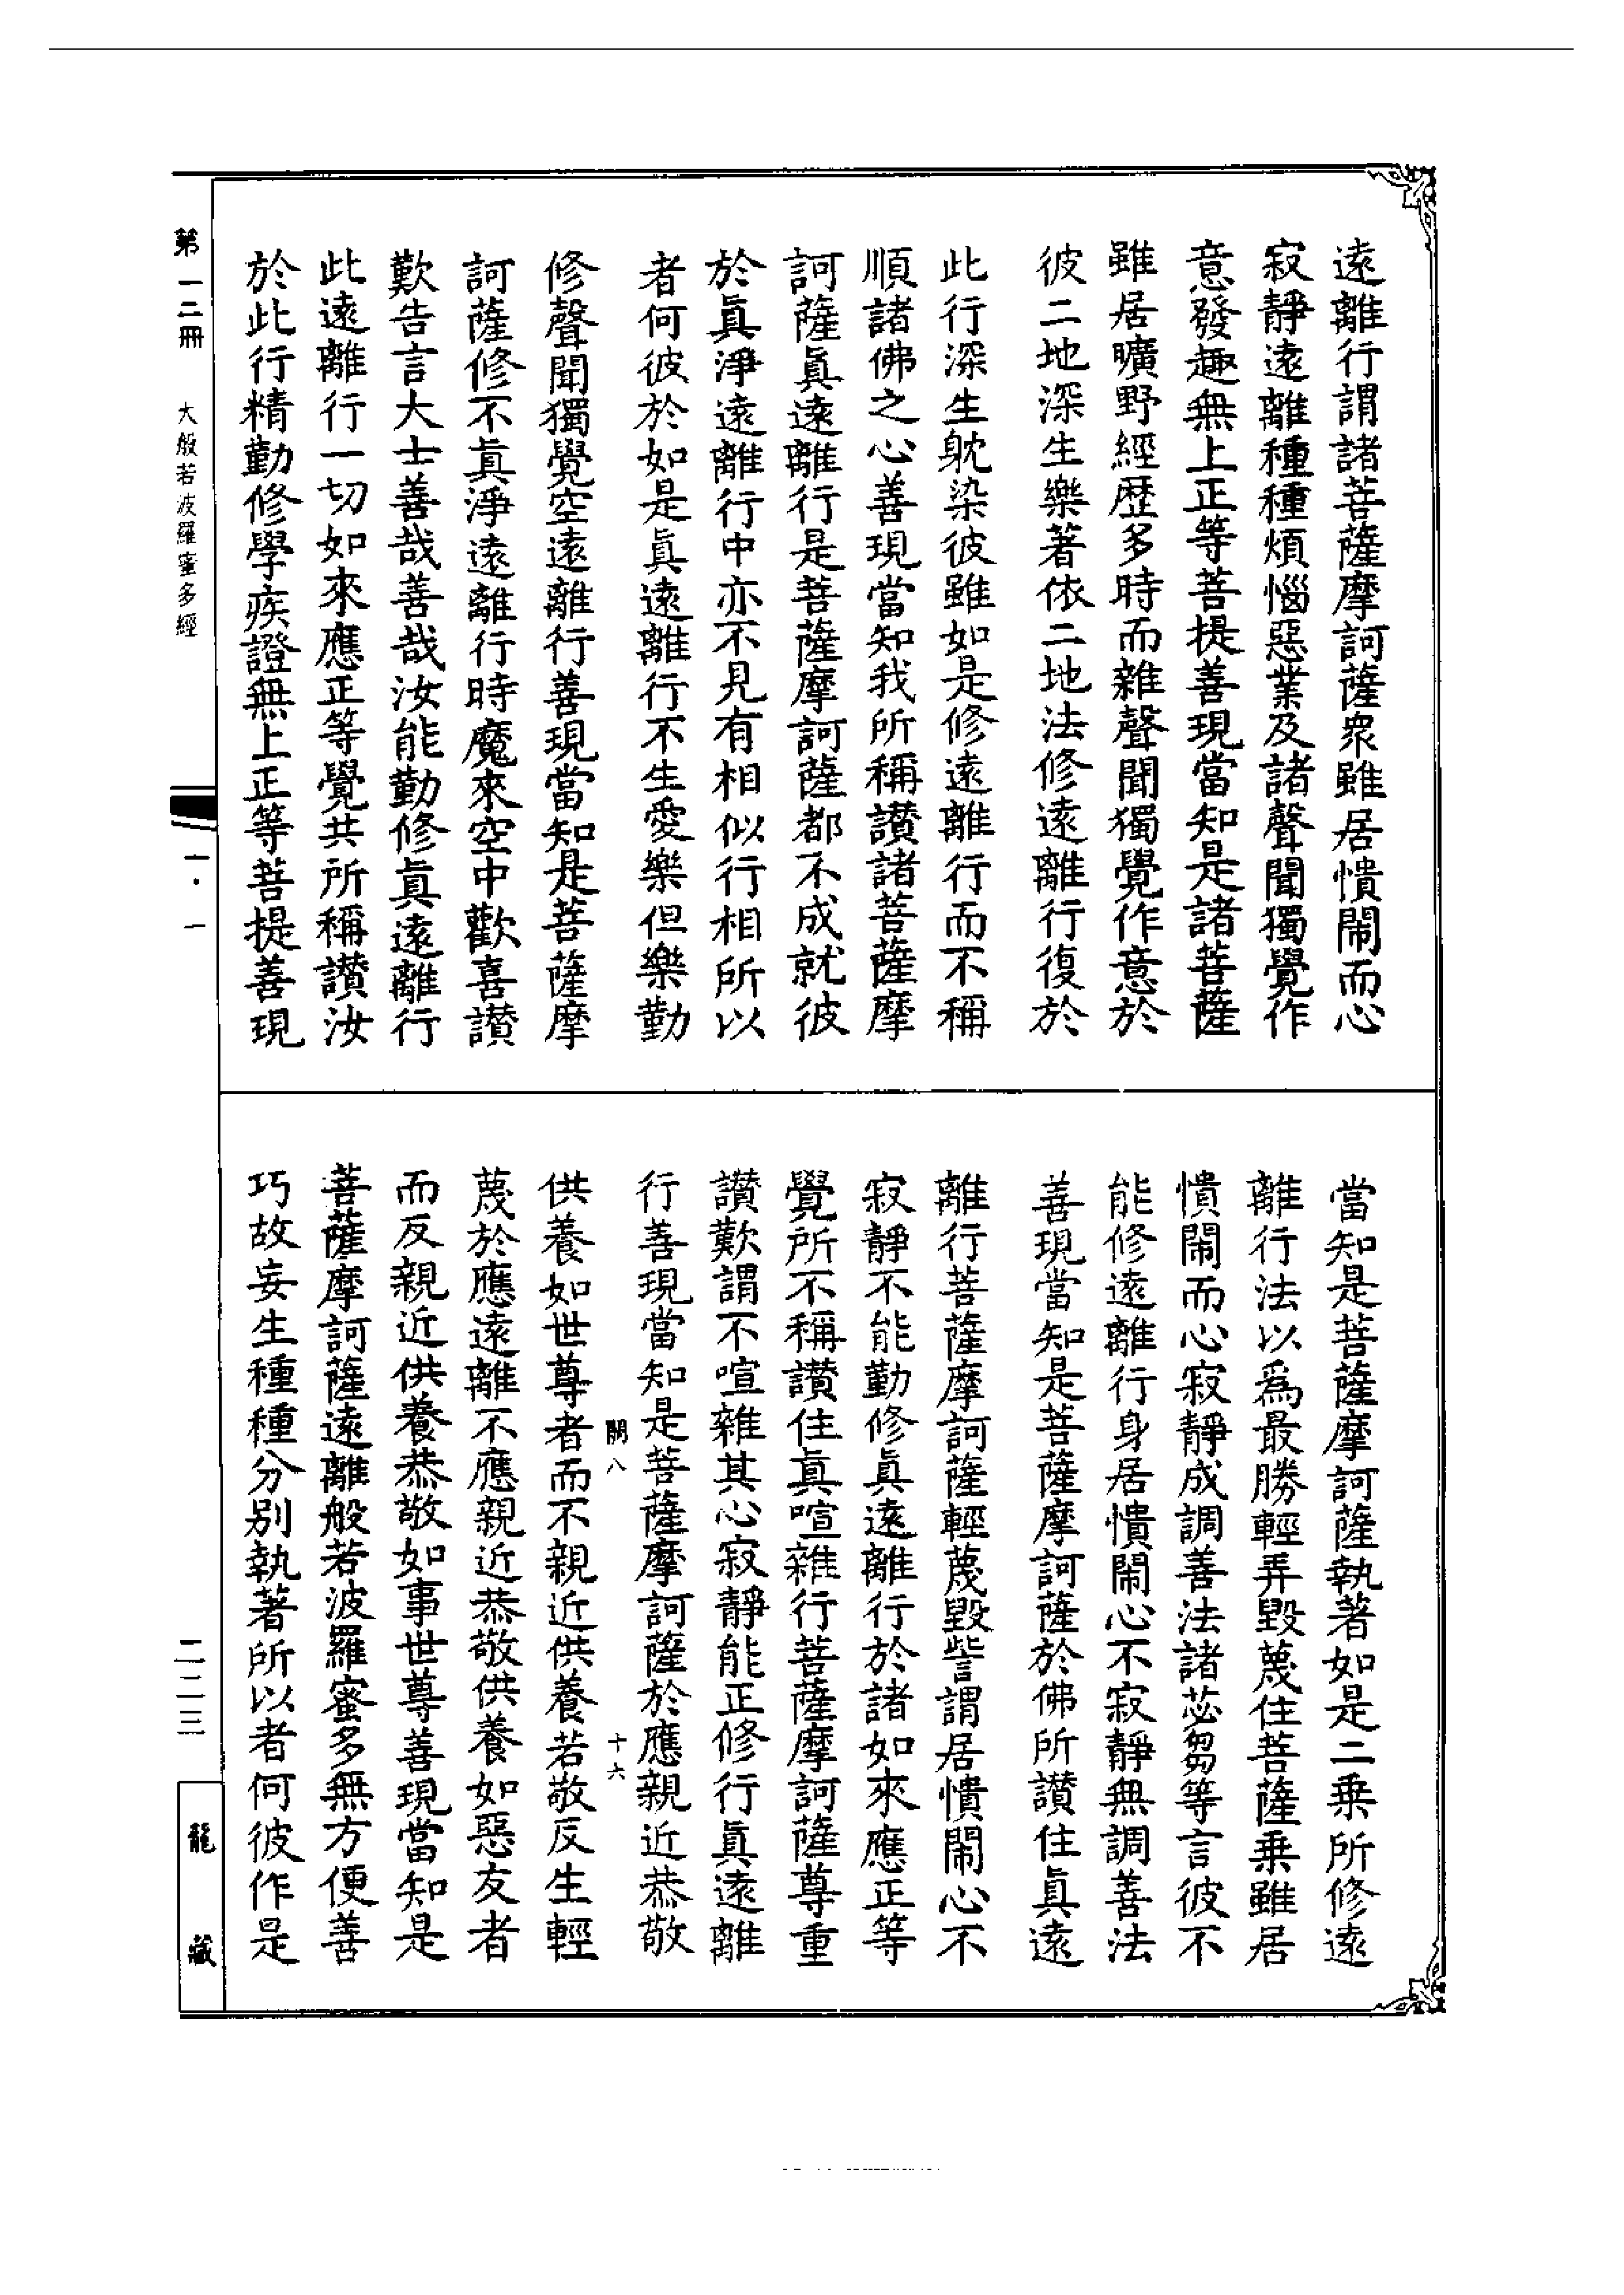 遠離行謂諸菩薩摩訶薩衆雖居憒閙而心
寂靜遠離種種煩惱惡業及諸聲聞獨覺作
意發趣無上正等菩提善現當知是諸菩薩
雖居曠野經歷多時而雜聲聞獨覺作意於
彼二地深生樂著依二地法修遠離行復於
此行深生躭染彼雖如是修遠離行而不稱
順諸佛之心善現當知我所稱讃諸菩薩摩
訶薩眞遠離行是菩薩摩訶薩都不成就彼
於眞淨遠離行中亦不見有相似行相所以
者何彼於如是眞遠離行不生愛樂但樂勤
修聲聞獨覺空遠離行善現當知是菩薩摩
訶薩修不眞淨遠離行時魔來空中歡喜讃
歎告言大士善哉善哉汝能勤修眞遠離行
此遠離行一切如來應正等覺共所稱讃汝
於此行精勤修學疾證無上正等菩提善現
當知是菩薩摩訶薩執著如是二乗所修遠
離行法以爲最勝輕弄毀蔑住菩薩乗雖居
憒閙而心寂靜成調善法諸苾芻等言彼不
能修遠離行身居憒閙心不寂靜無調善法
善現當知是菩薩摩訶薩於佛所讃住眞遠
離行菩薩摩訶薩輕蔑毀訾謂居憒閙心不
寂靜不能勤修眞遠離行於諸如來應正等
覺所不稱讃住眞喧雜行菩薩摩訶薩尊重
讃歎謂不喧雜其心寂靜能正修行眞遠離
行善現當知是菩薩摩訶薩於應親近恭敬
闕八 十六
供養如世尊者而不親近供養若敬反生輕
蔑於應遠離不應親近恭敬供養如惡友者
而反親近供養恭敬如事世尊善現當知是
菩薩摩訶薩遠離般若波羅蜜多無方便善
巧故妄生種種分別執著所以者何彼作是
第一二冊 大般若波羅蜜多經 一·一 二二三 龍藏